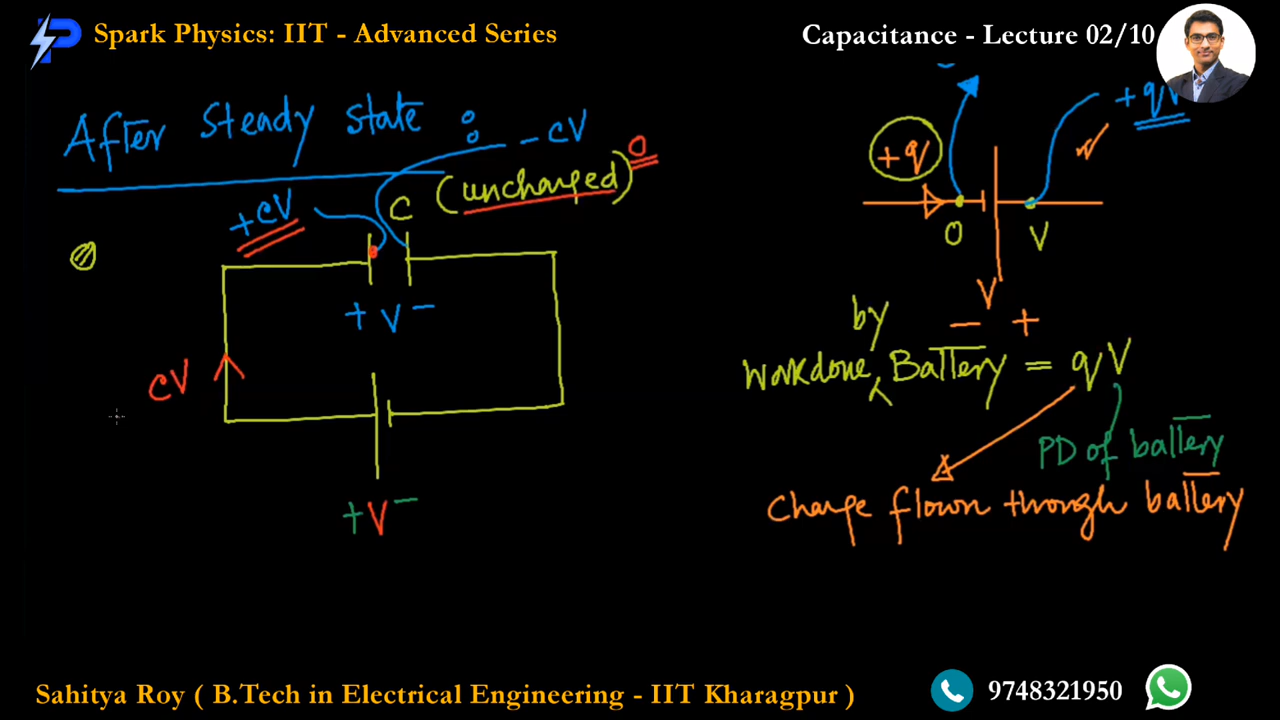 Spark Physics: IIT - Advanced Series
Capacitance - Lecture 02/10
After Steady state :
- CV
(uncharged) 0
+CV
C
+ V -
CV
+ V -
+q
+ qV
0
V
V
- +
by
Workdone, Battery = qV
PD of battery
Charge flown through battery
Sahitya Roy ( B.Tech in Electrical Engineering - IIT Kharagpur )
9748321950